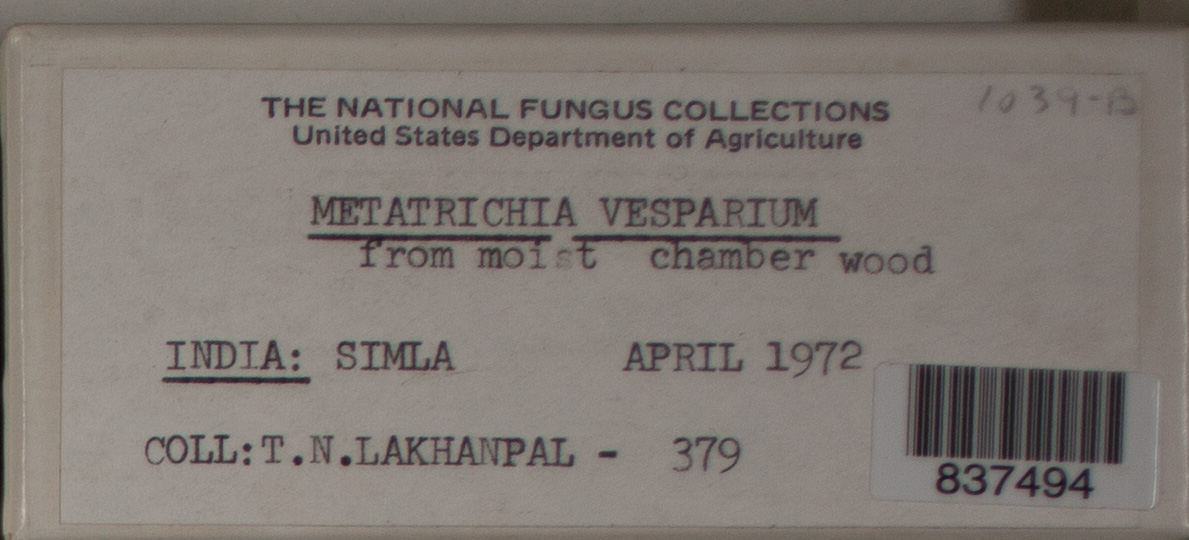 1039-B
THE NATIONAL FUNGUS COLLECTIONS
United States Department of Agriculture
METATRICHIA VESPARIUM
from moist chamber wood
INDIA: SIMLA APRIL 1972
COLL:T.N.LAKHANPAL - 379
837494